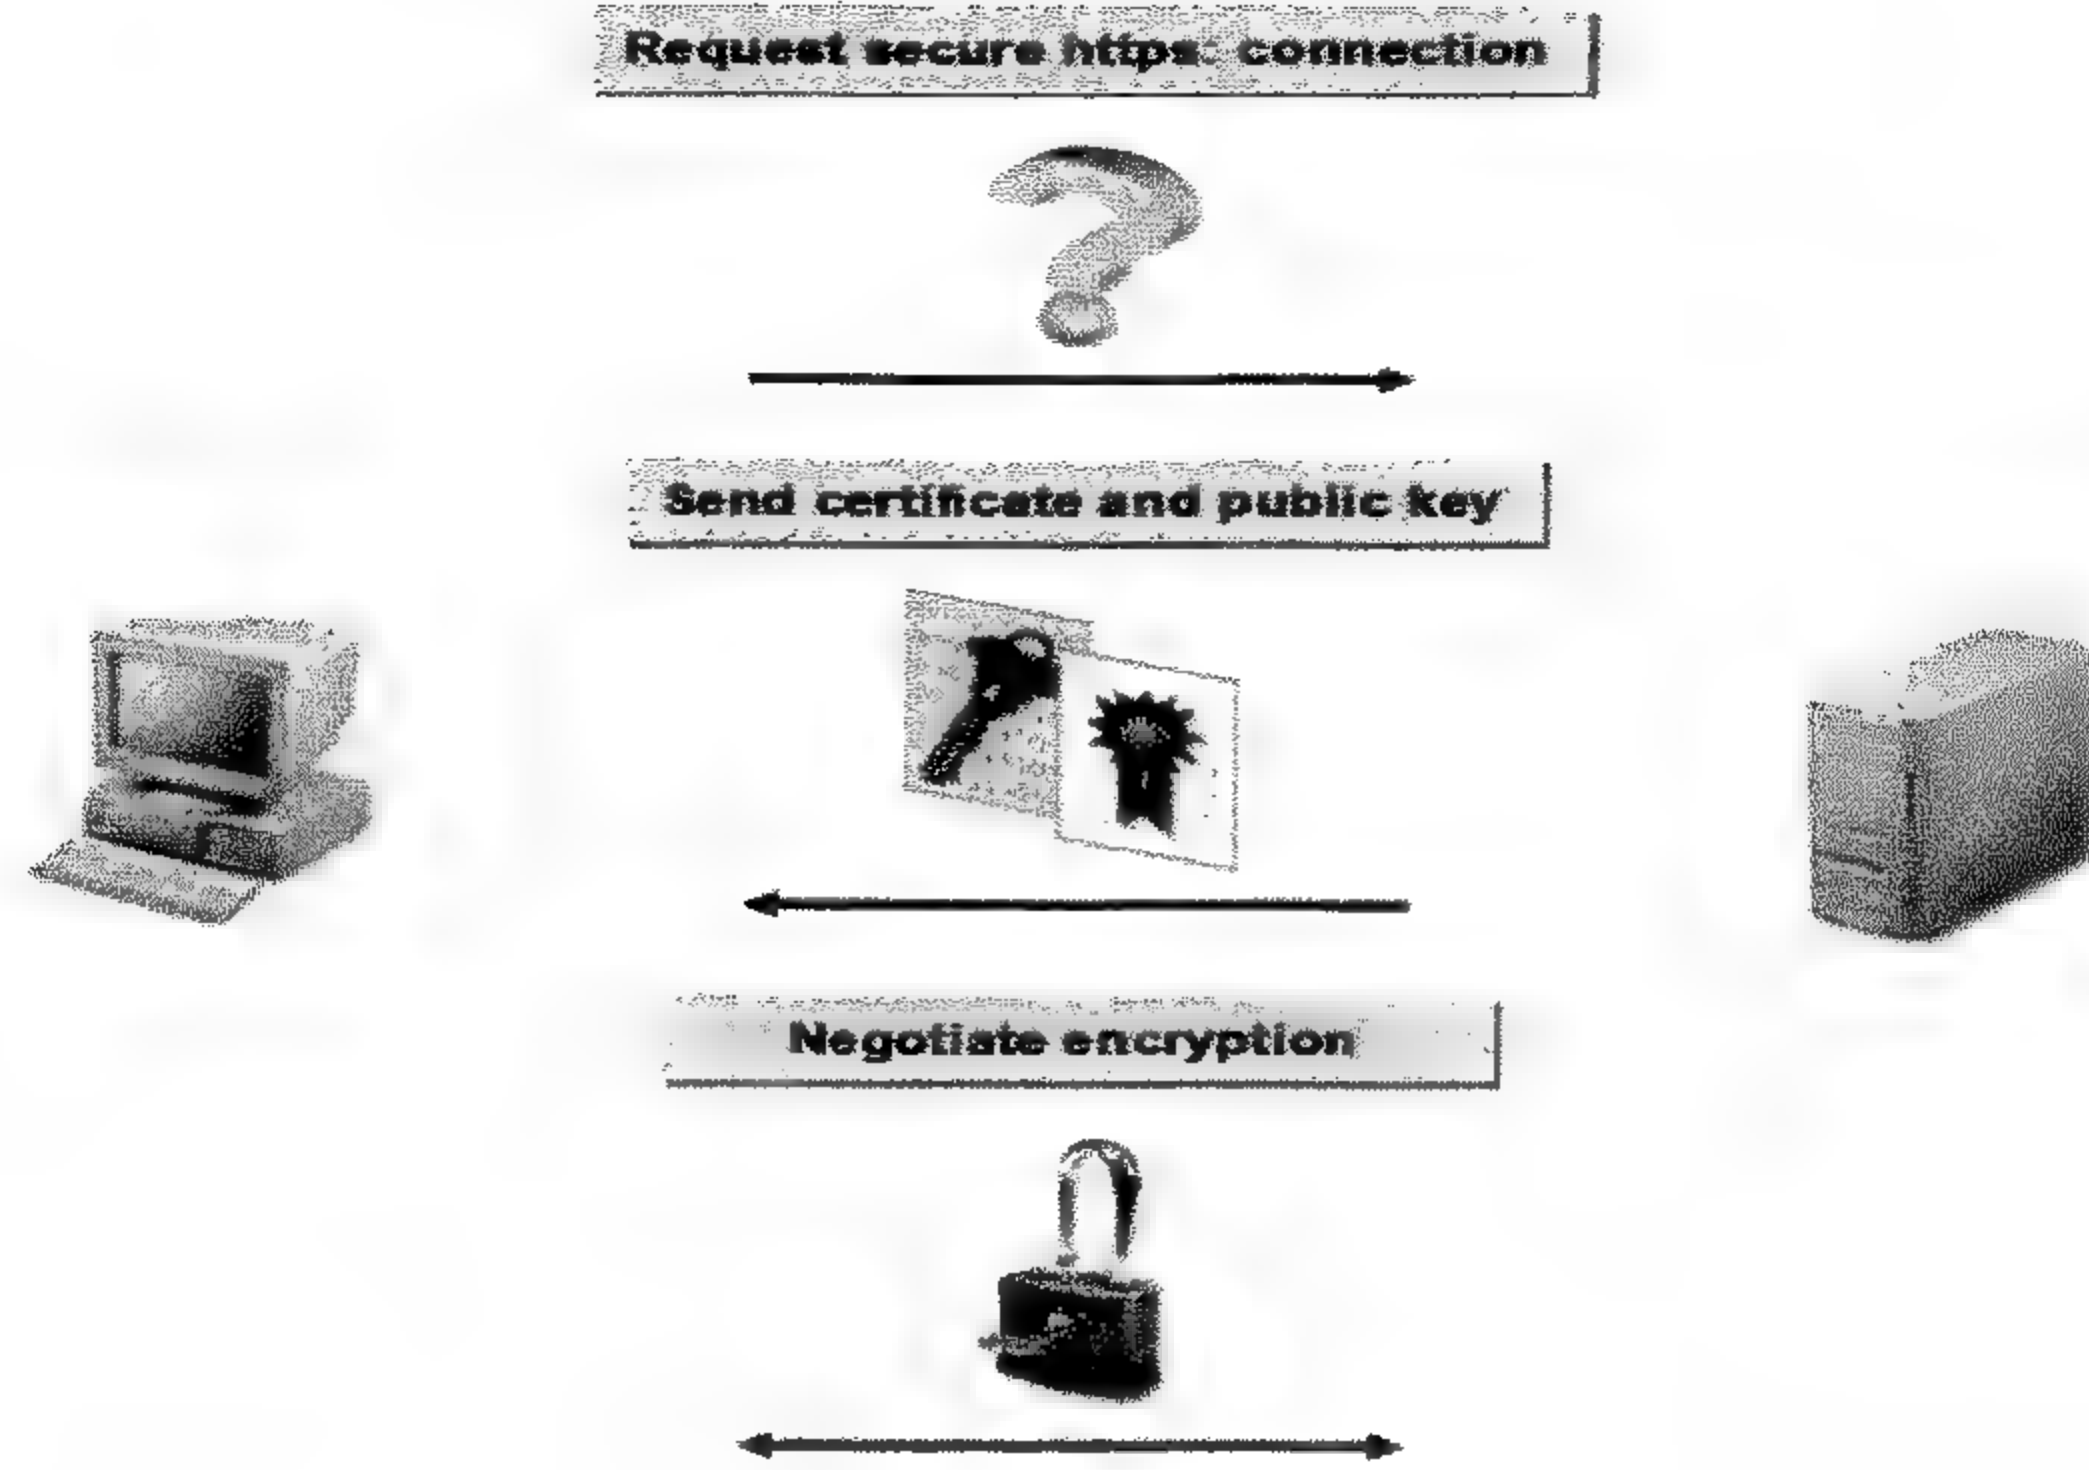 Request secure https: connection
Send certificate and public key
Negotiate encryption